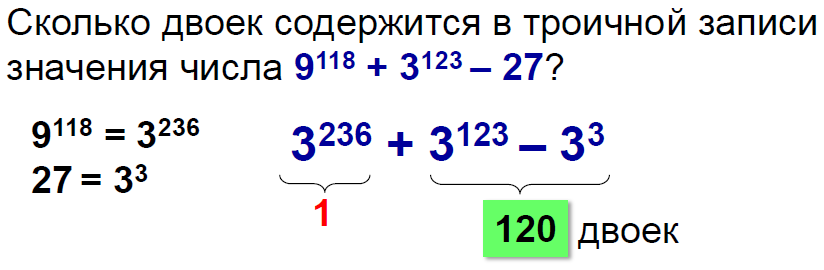 Сколько двоек содержится в троичной записи
значения числа 9¹¹⁸ + 3¹²³ – 27?
9¹¹⁸ = 3²³⁶
27 = 3³
3²³⁶ + 3¹²³ – 3³
1
120 двоек